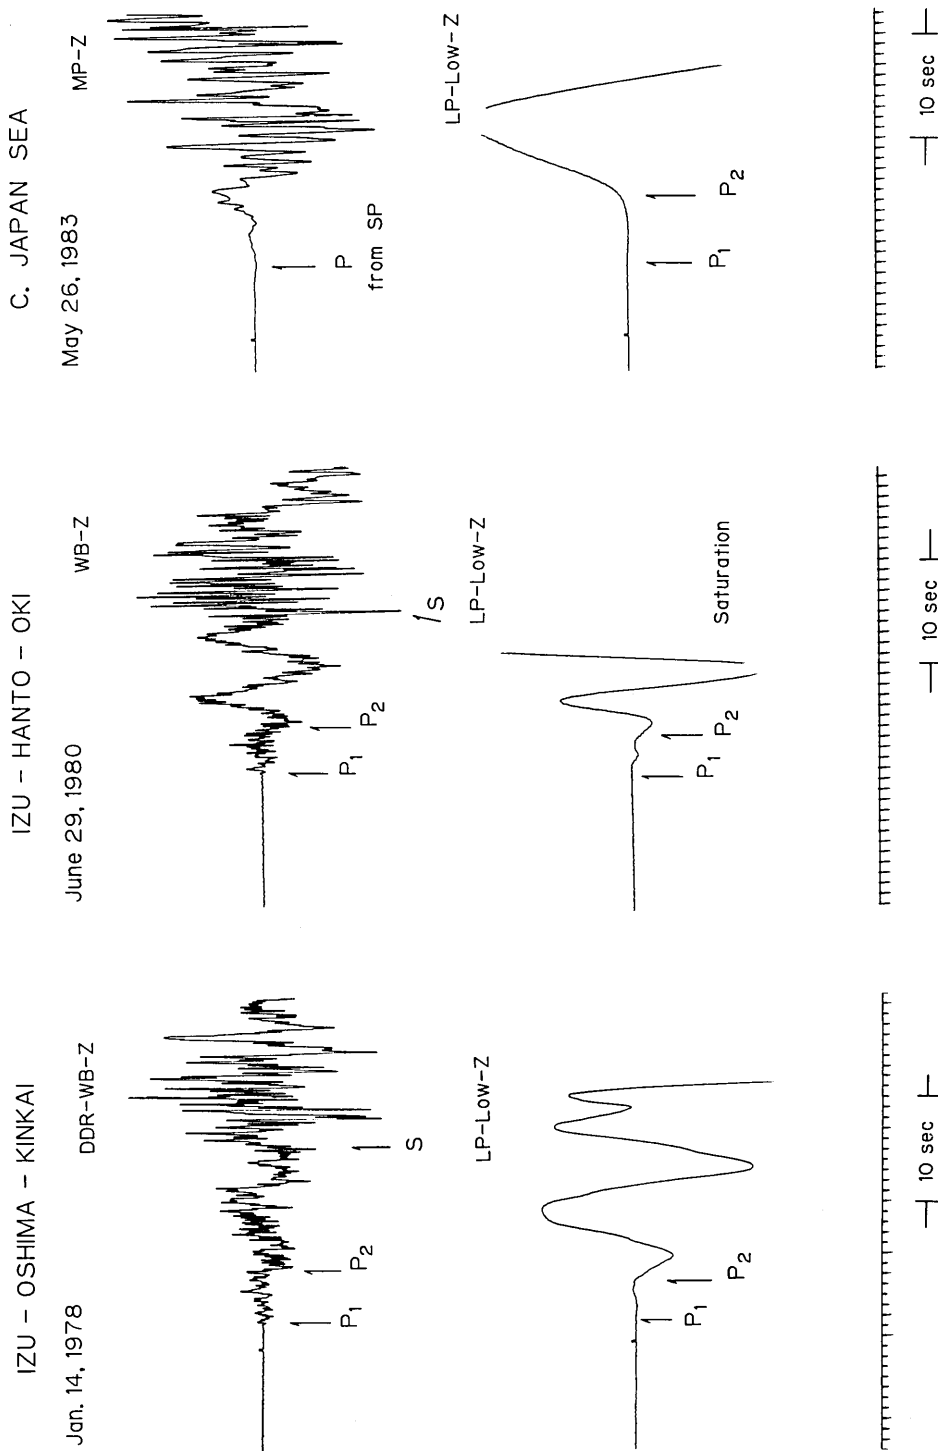 IZU – OSHIMA – KINKAI
Jan. 14, 1978
DDR-WB-Z
P1
P2
S
LP-Low-Z
P1
P2
10 sec
IZU – HANTO – OKI
June 29, 1980
WB-Z
P1
P2
S
LP-Low-Z
P1
P2
Saturation
10 sec
C. JAPAN SEA
May 26, 1983
MP-Z
P
from SP
LP-Low-Z
P1
P2
10 sec